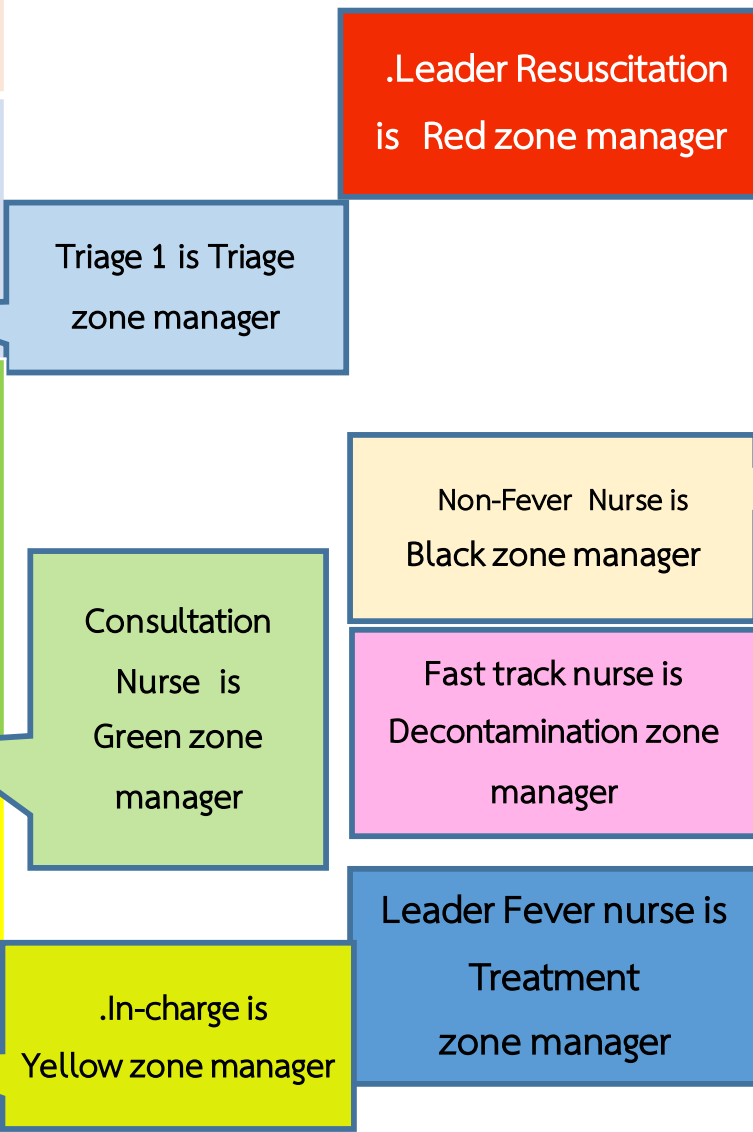 .Leader Resuscitation
is Red zone manager
Triage 1 is Triage
zone manager
Non-Fever Nurse is
Black zone manager
Consultation
Nurse is
Green zone
manager
Fast track nurse is
Decontamination zone
manager
Leader Fever nurse is
Treatment
zone manager
.In-charge is
Yellow zone manager